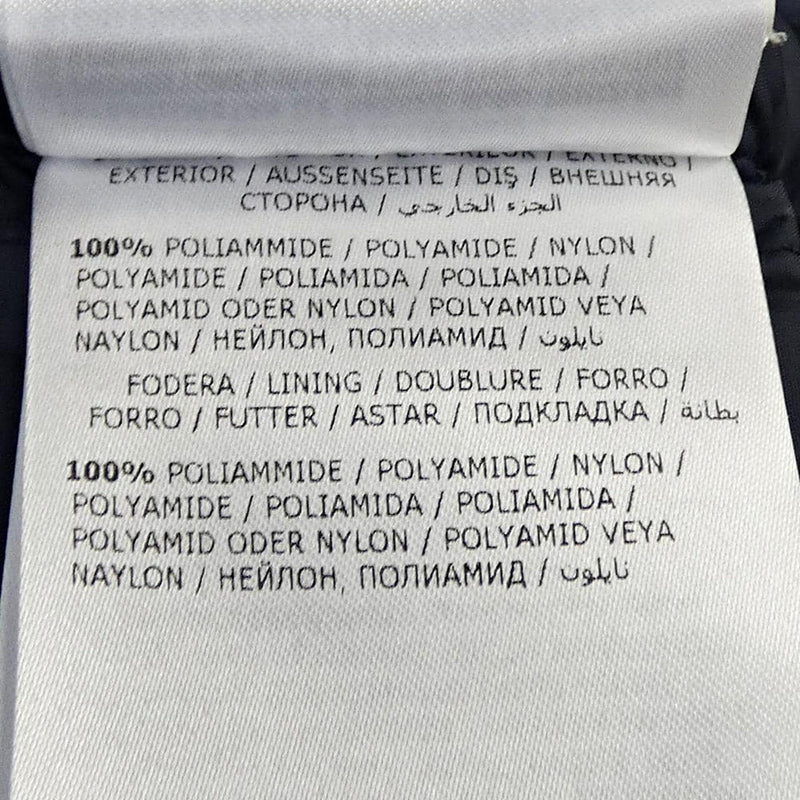 EXTERIOR / AUSSENSEITE / DIŞ / ВНЕШНЯЯ
СТОРОНА / الجزء الخارجي
100% POLIAMMIDE / POLYAMIDE / NYLON /
POLYAMIDE / POLIAMIDA / POLIAMIDA /
POLYAMID ODER NYLON / POLYAMID VEYA
NAYLON / НЕЙЛОН, ПОЛИАМИД / نايلون
FODERA / LINING / DOUBLURE / FORRO /
FORRO / FUTTER / ASTAR / ПОДКЛАДКА / بطانة
100% POLIAMMIDE / POLYAMIDE / NYLON /
POLYAMIDE / POLIAMIDA / POLIAMIDA /
POLYAMID ODER NYLON / POLYAMID VEYA
NAYLON / НЕЙЛОН, ПОЛИАМИД / نايلون